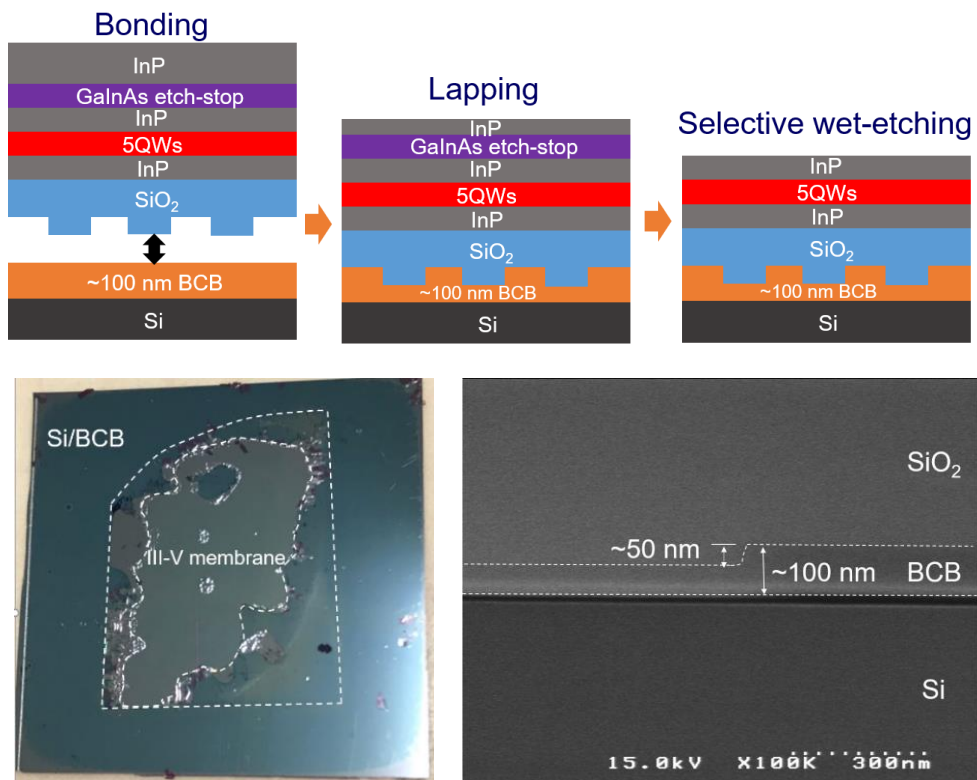 Bonding
InP
GaInAs etch-stop
InP
5QWs
InP
SiO₂
~100 nm BCB
Si
Lapping
InP
GaInAs etch-stop
InP
5QWs
InP
SiO₂
~100 nm BCB
Si
Selective wet-etching
InP
5QWs
InP
SiO₂
~100 nm BCB
Si
Si/BCB
III-V membrane
SiO₂
~50 nm
~100 nm
BCB
Si
15.0kV X100K 300nm